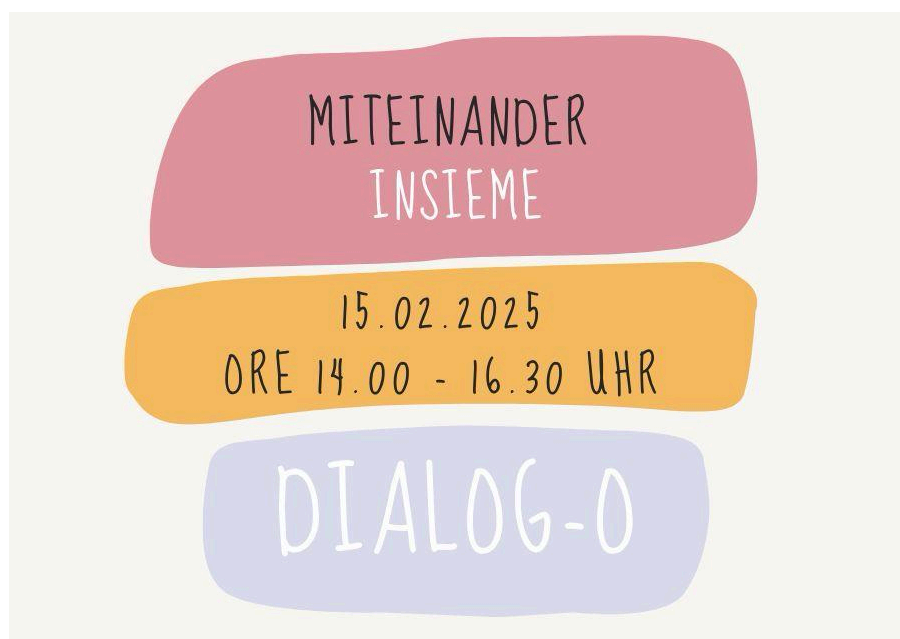 MITEINANDER
INSIEME
15.02.2025
ORE 14.00 - 16.30 UHR
DIALOG-O